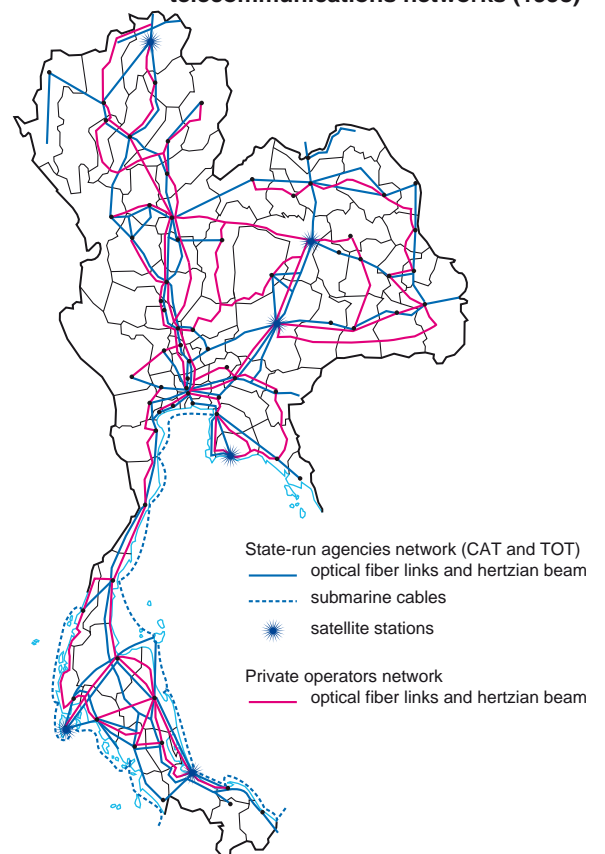 telecommunications networks
State-run agencies network (CAT and TOT)
optical fiber links and hertzian beam
submarine cables
satellite stations
Private operators network
optical fiber links and hertzian beam